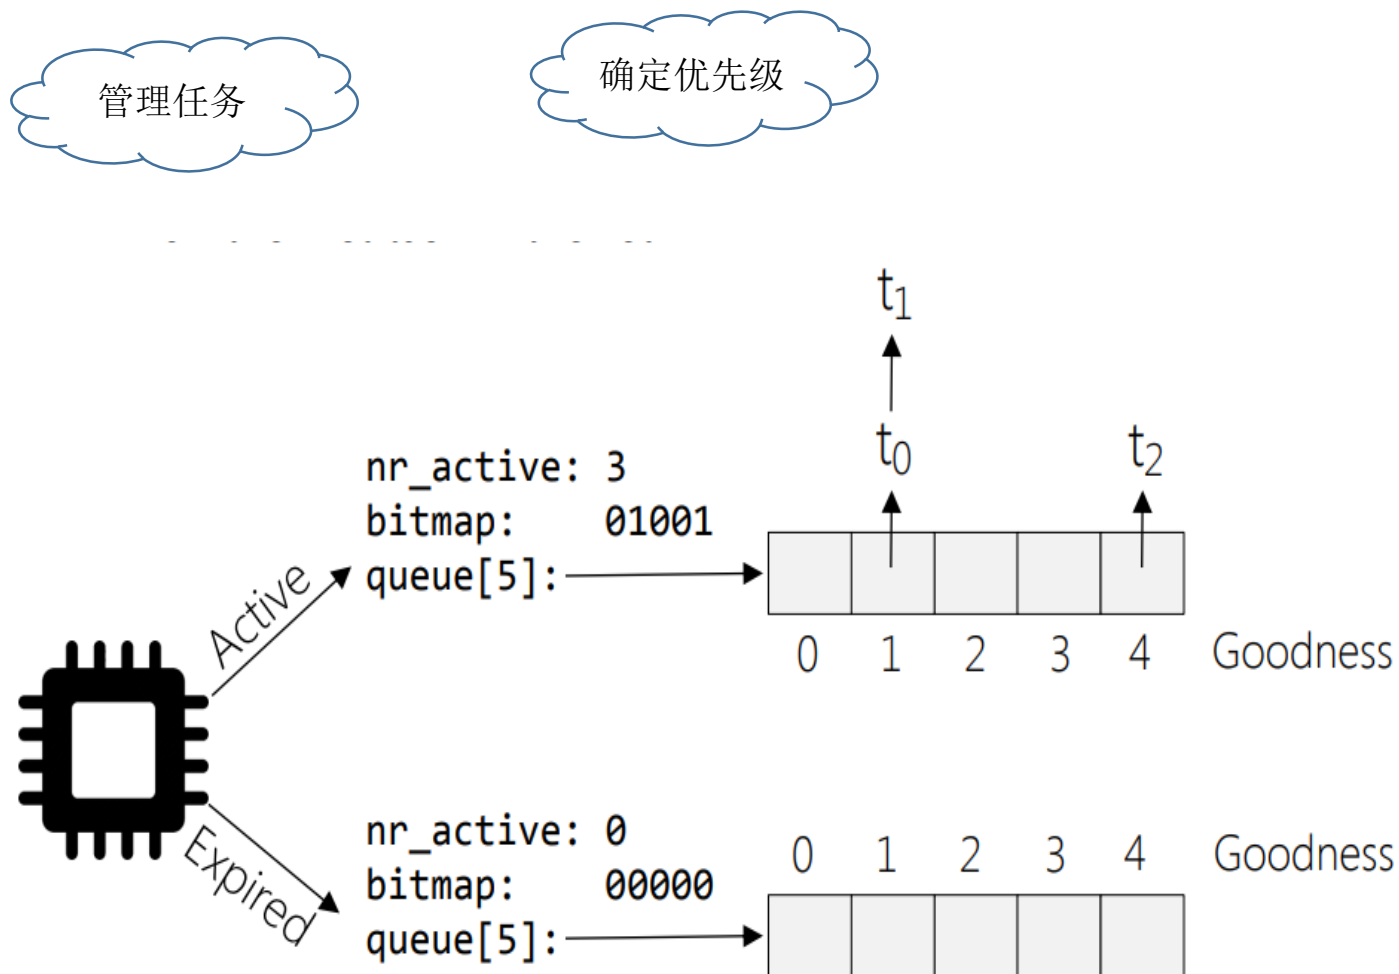 管理任务
确定优先级
t1
t0
t2
nr_active: 3
bitmap: 01001
queue[5]:
0 1 2 3 4 Goodness
Active
Expired
nr_active: 0
bitmap: 00000
queue[5]:
0 1 2 3 4 Goodness